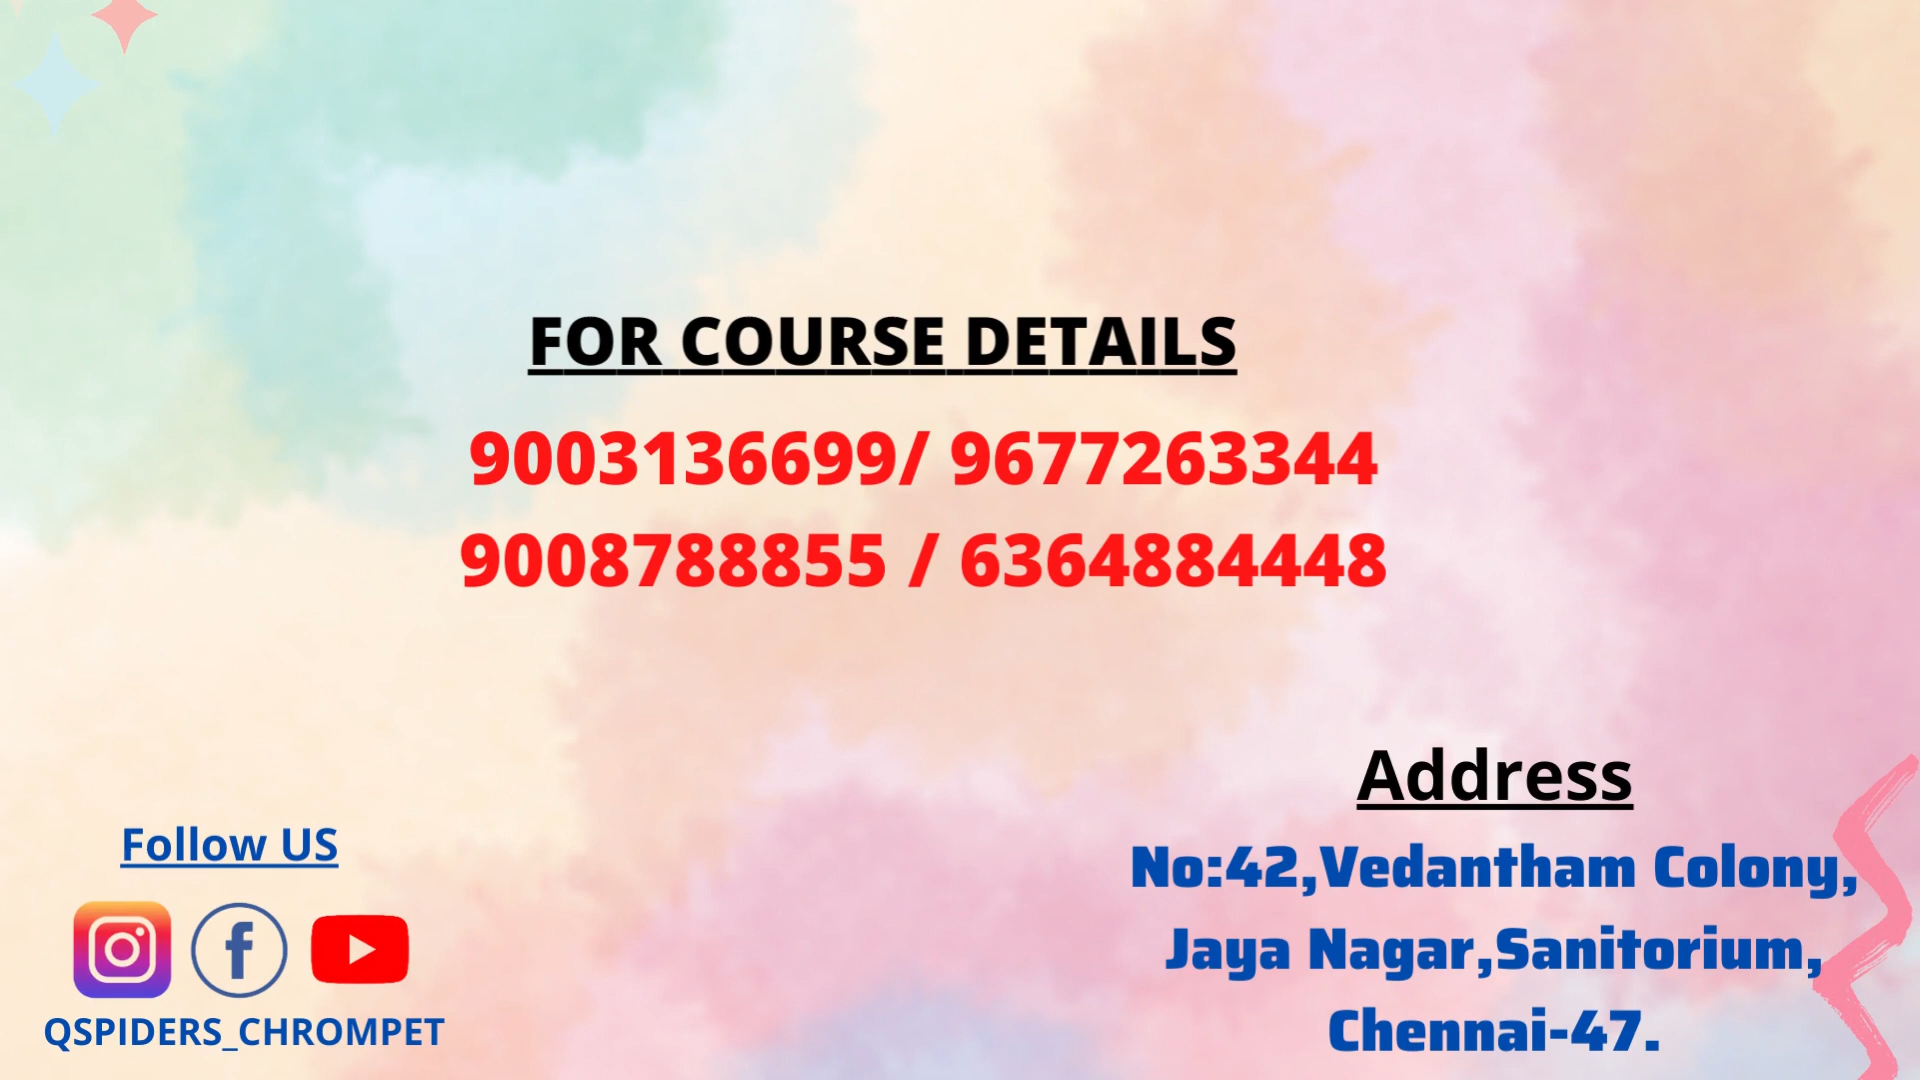 FOR COURSE DETAILS
9003136699/ 9677263344
9008788855 / 6364884448
Follow US
QSPIDERS_CHROMPET
Address
No:42,Vedantham Colony,
Jaya Nagar,Sanitorium,
Chennai-47.